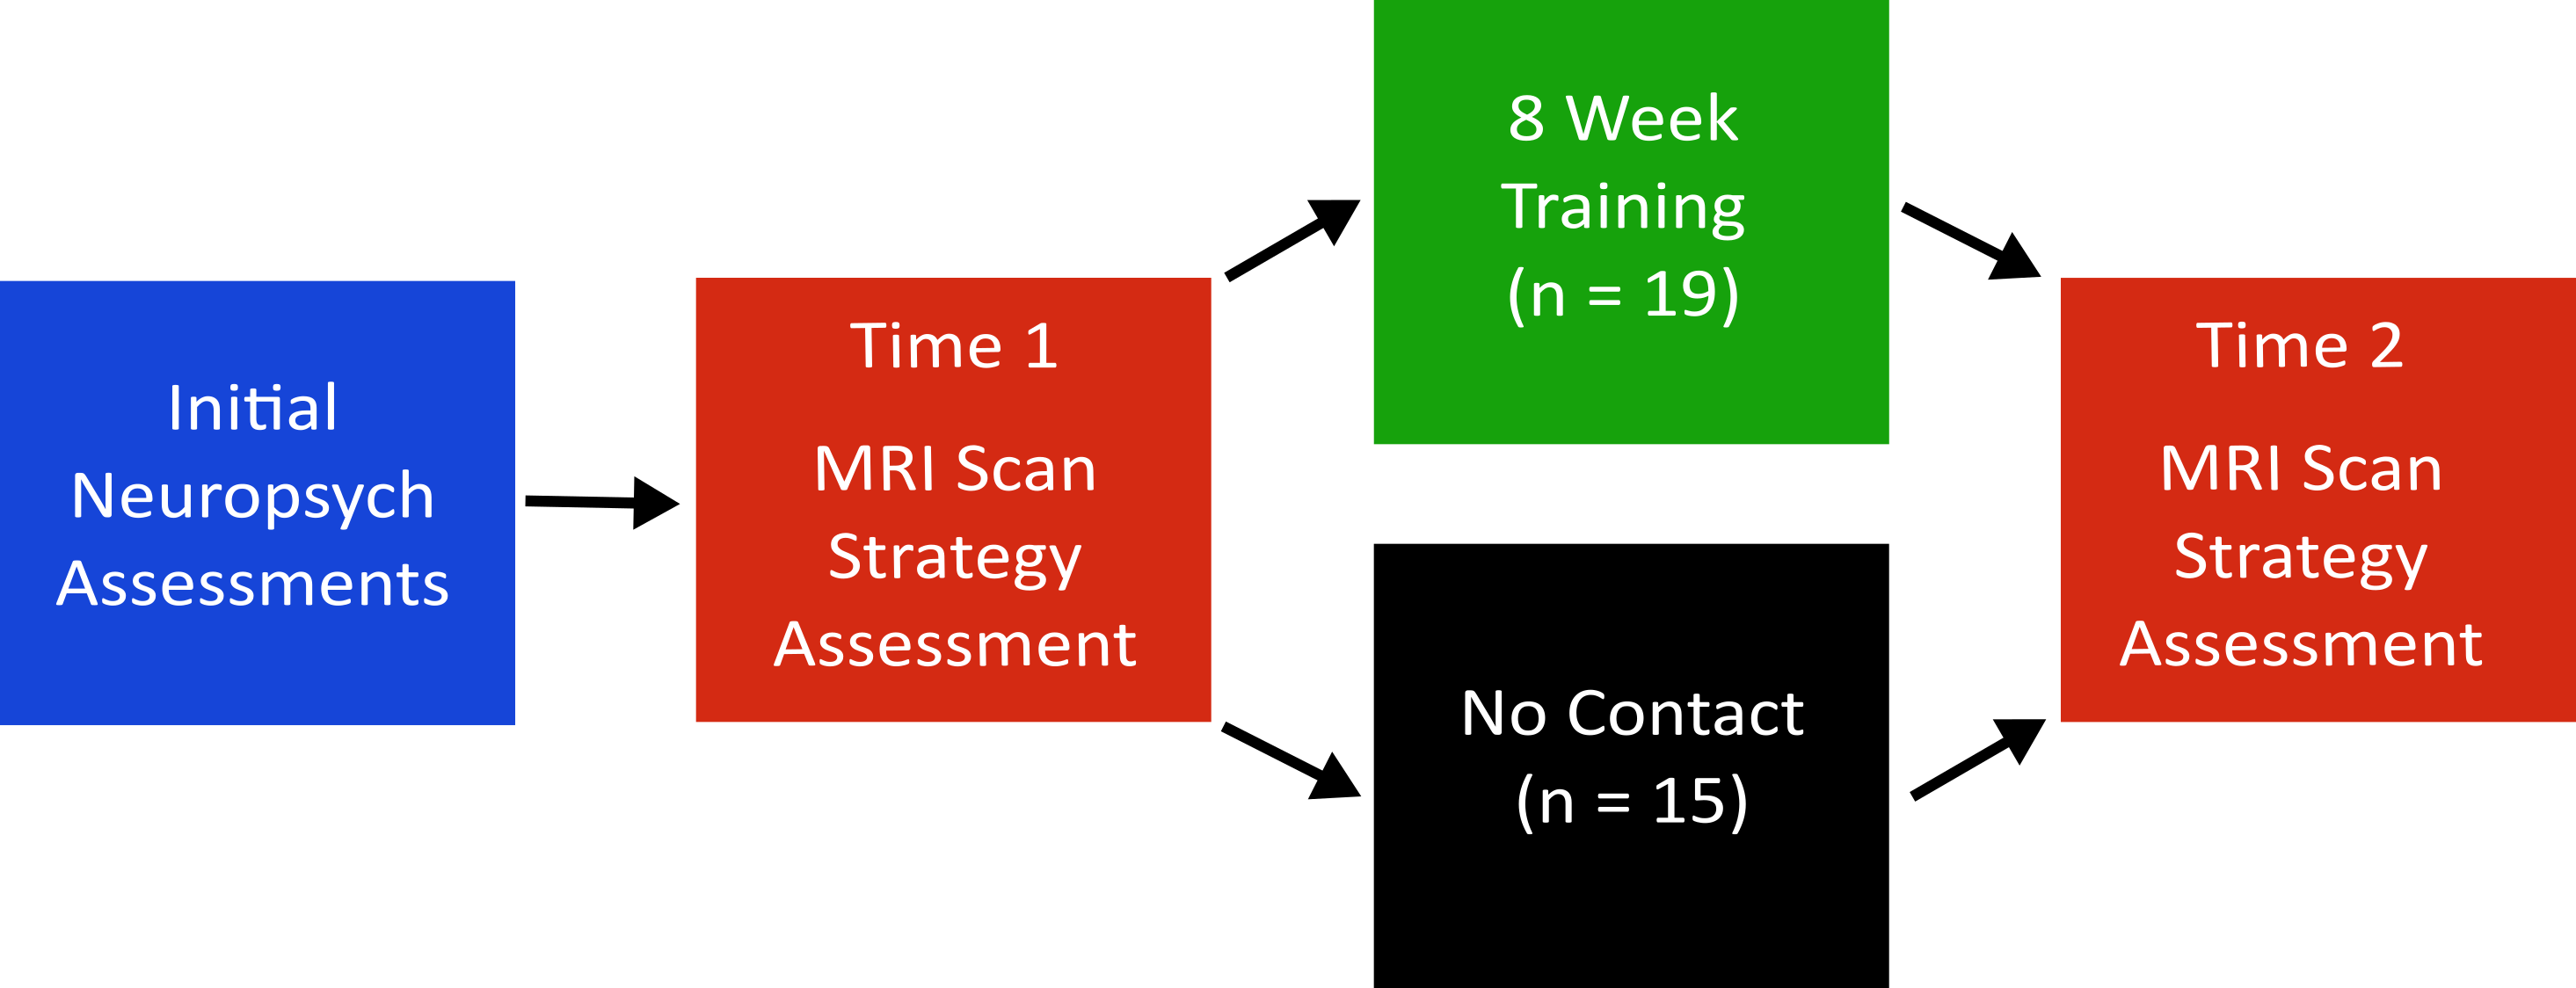 Initial
Neuropsych
Assessments
Time 1
MRI Scan
Strategy
Assessment
8 Week
Training
(n = 19)
No Contact
(n = 15)
Time 2
MRI Scan
Strategy
Assessment